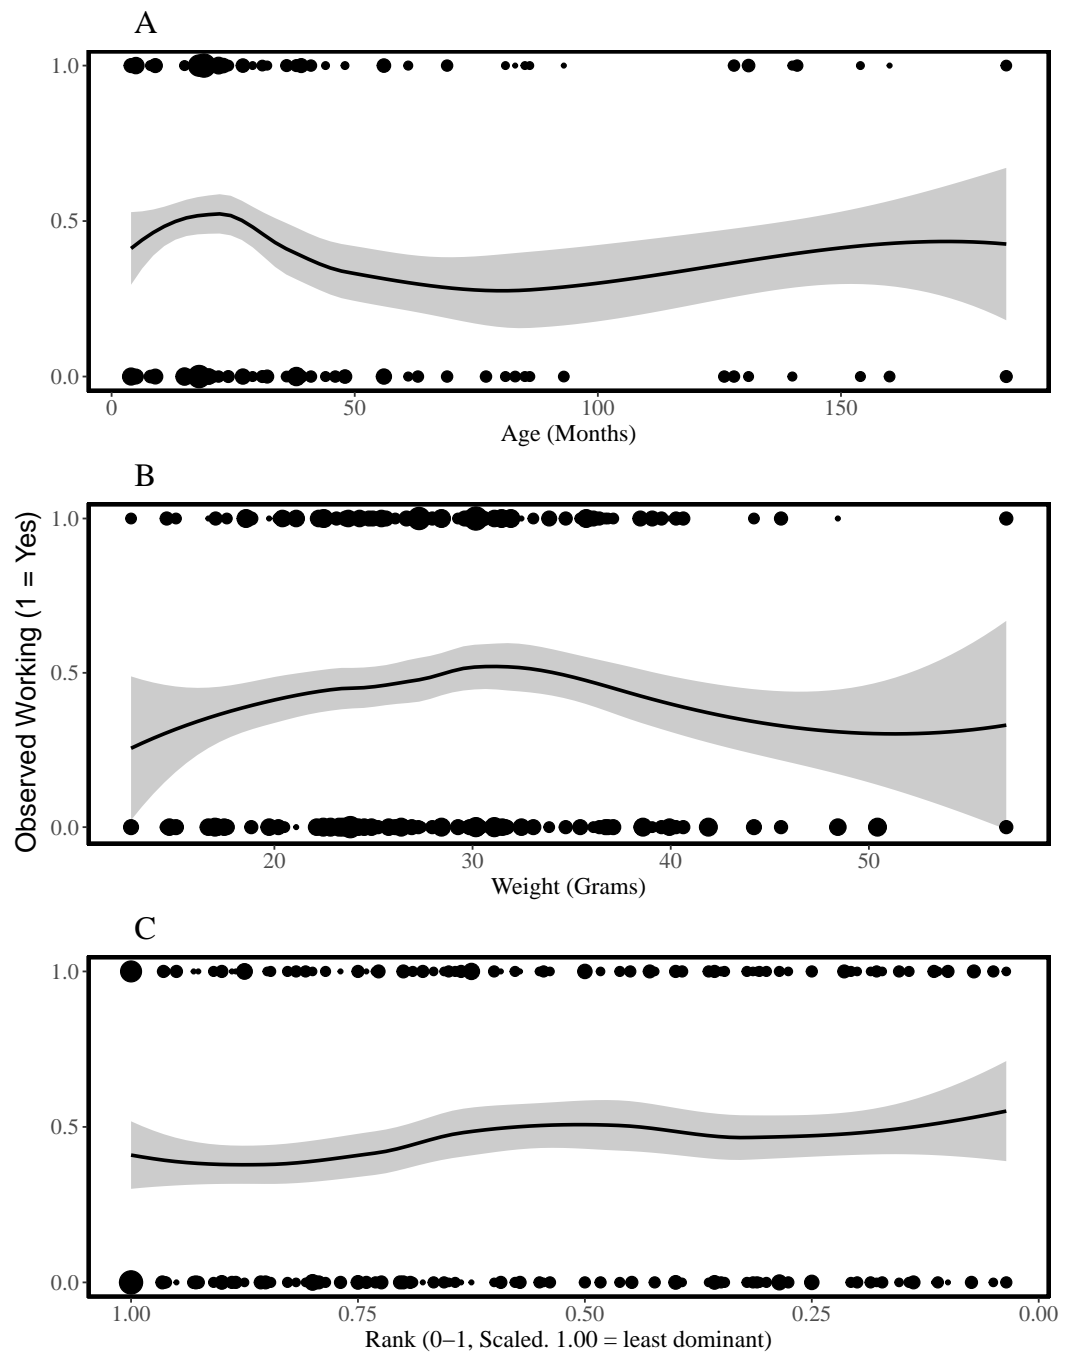 A
1.0
0.5
0.0
0 50 100 150
Age (Months)
B
Observed Working (1 = Yes)
1.0
0.5
0.0
20 30 40 50
Weight (Grams)
C
1.0
0.5
0.0
1.00 0.75 0.50 0.25 0.00
Rank (0–1, Scaled. 1.00 = least dominant)